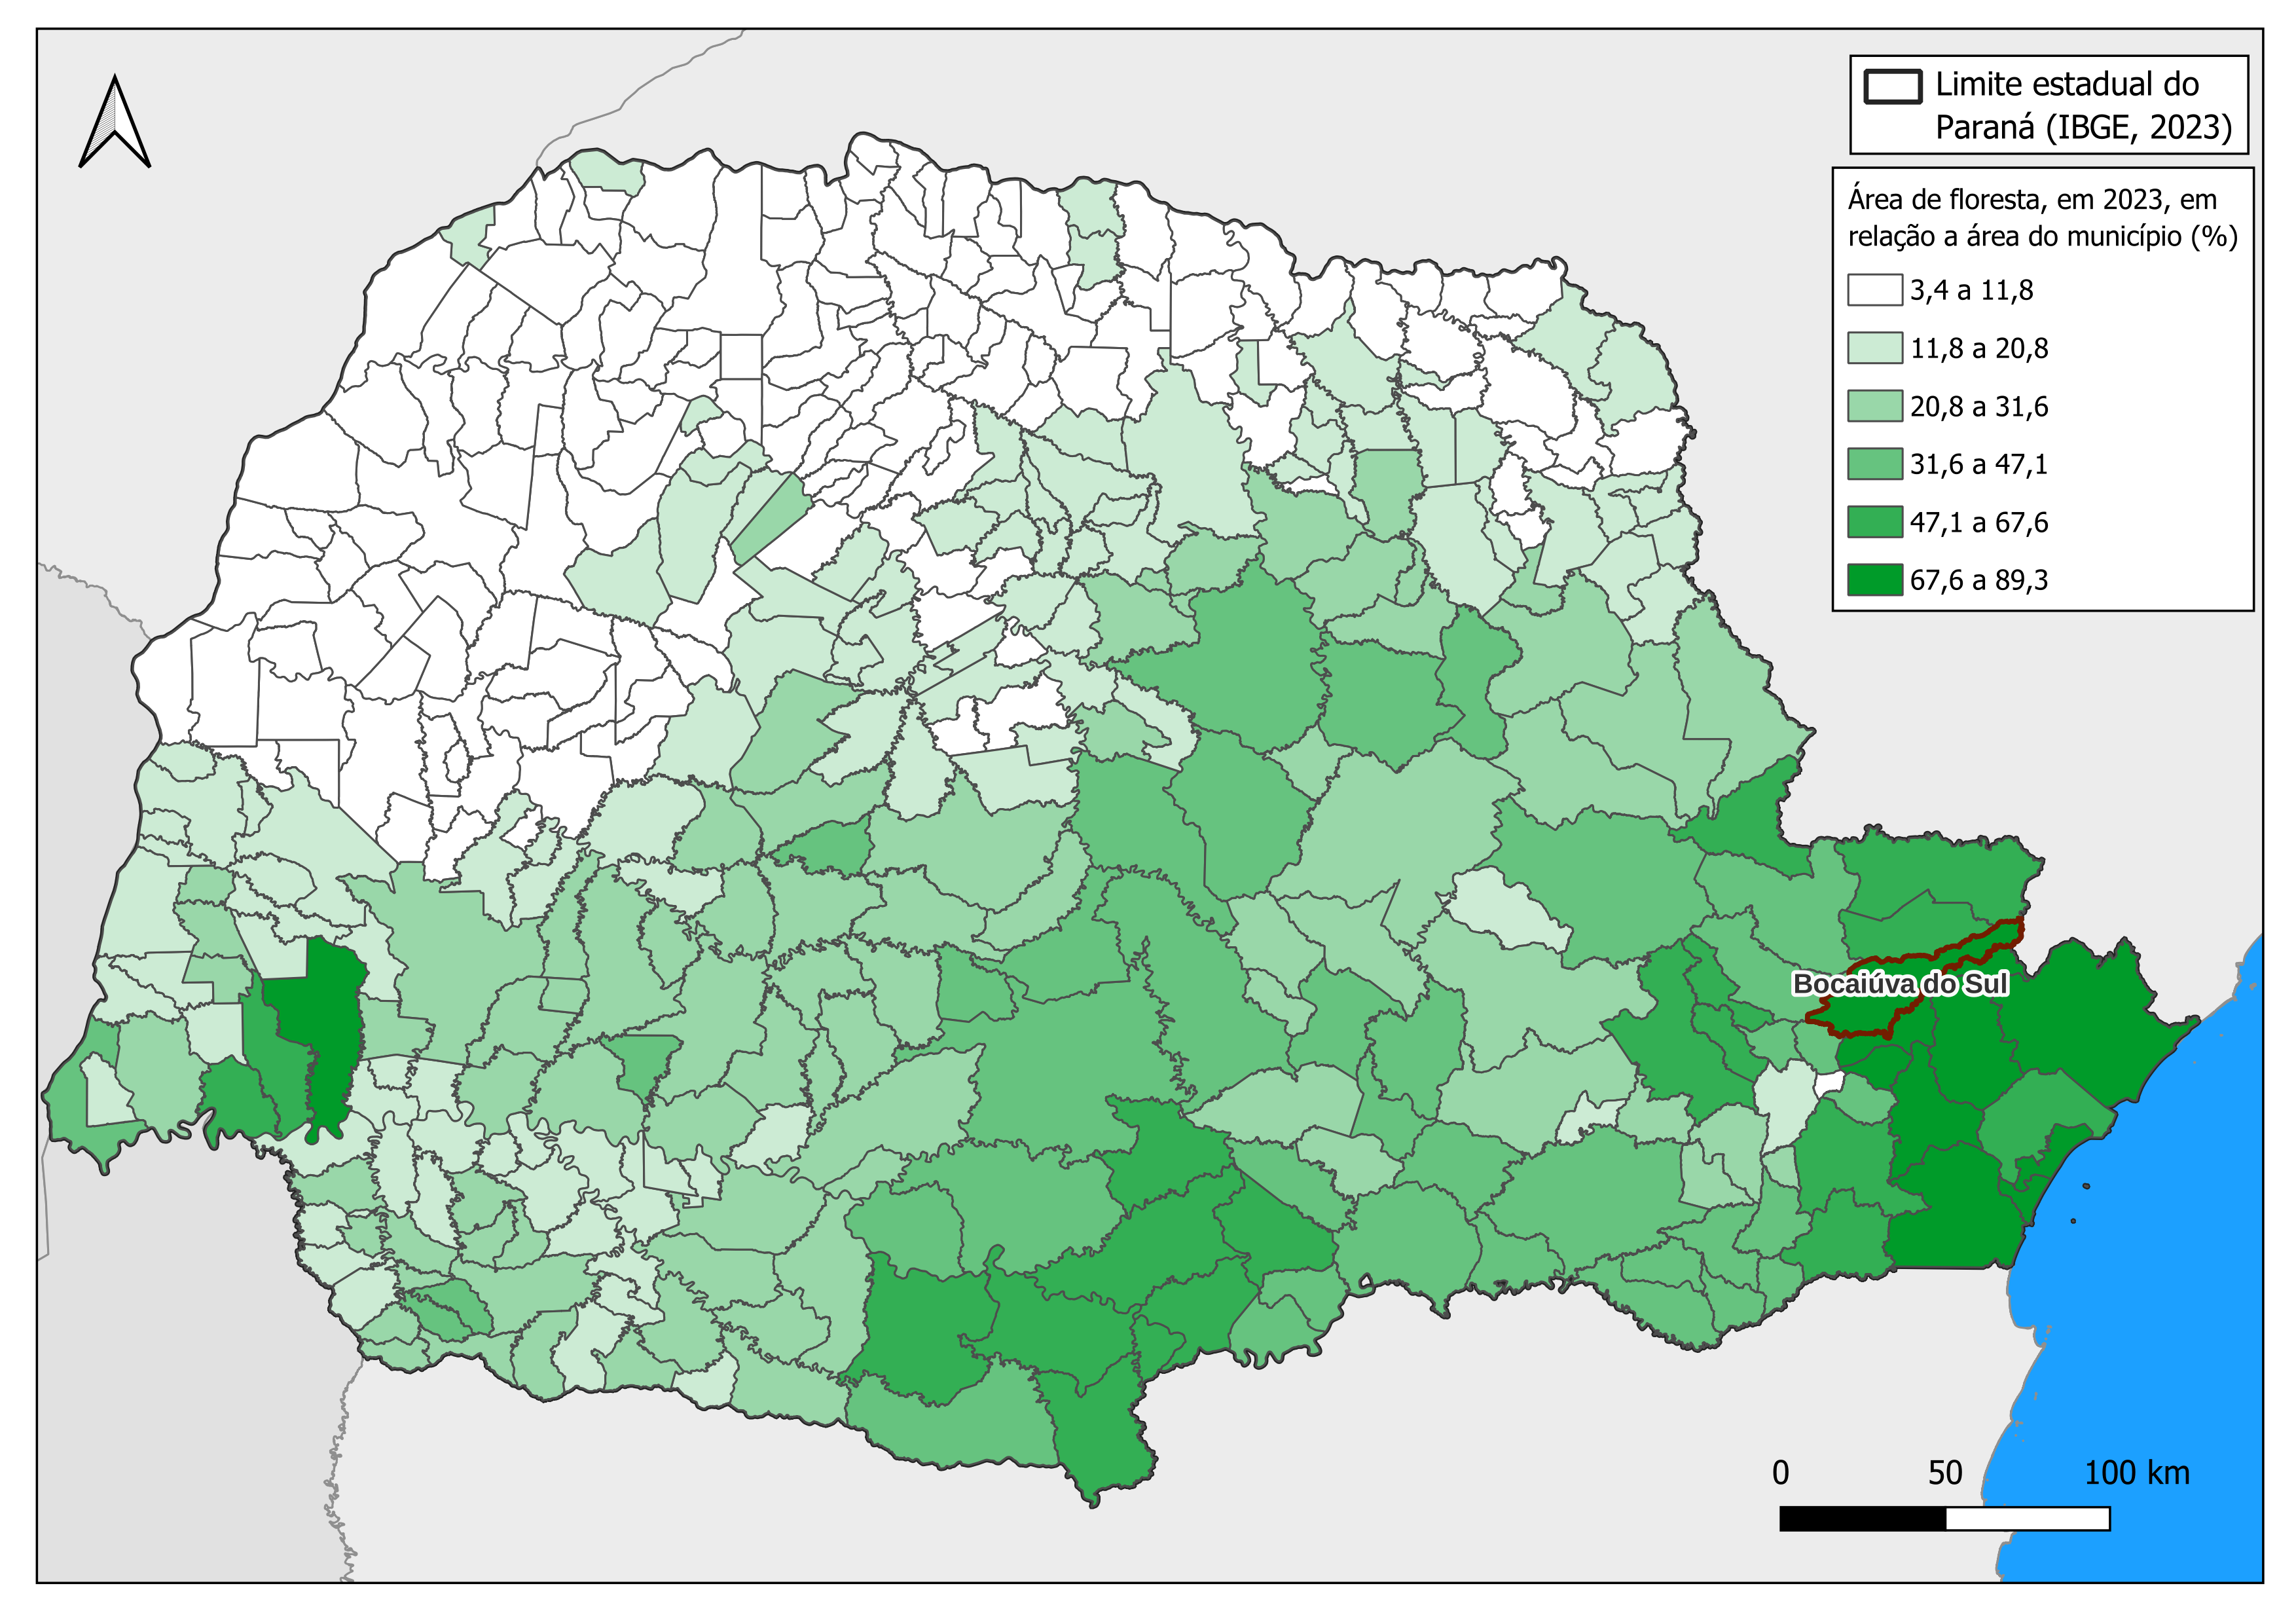 Limite estadual do
Paraná (IBGE, 2023)
Área de floresta, em 2023, em
relação a área do município (%)
3,4 a 11,8
11,8 a 20,8
20,8 a 31,6
31,6 a 47,1
47,1 a 67,6
67,6 a 89,3
Bocaiúva do Sul
0 50 100 km